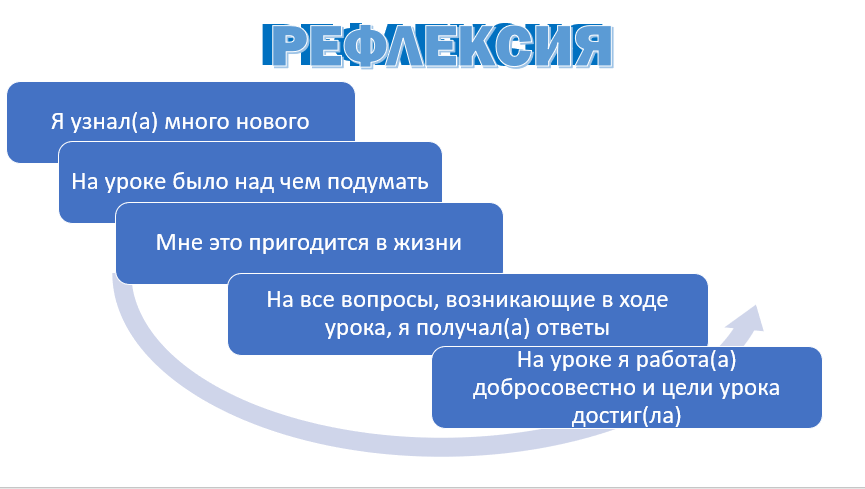 РЕФЛЕКСИЯ
Я узнал(а) много нового
На уроке было над чем подумать
Мне это пригодится в жизни
На все вопросы, возникающие в ходе
урока, я получал(а) ответы
На уроке я работа(а)
добросовестно и цели урока
достиг(ла)